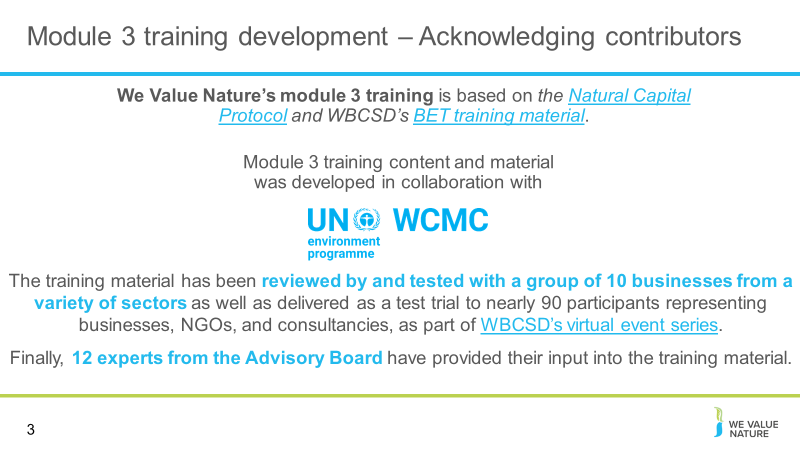 Module 3 training development – Acknowledging contributors
We Value Nature's module 3 training is based on the Natural Capital
Protocol and WBCSD's BET training material.
Module 3 training content and material
was developed in collaboration with
UN WCMC
environment
programme
The training material has been reviewed by and tested with a group of 10 businesses from a
variety of sectors as well as delivered as a test trial to nearly 90 participants representing
businesses, NGOs, and consultancies, as part of WBCSD's virtual event series.
Finally, 12 experts from the Advisory Board have provided their input into the training material.
3
WE VALUE
NATURE